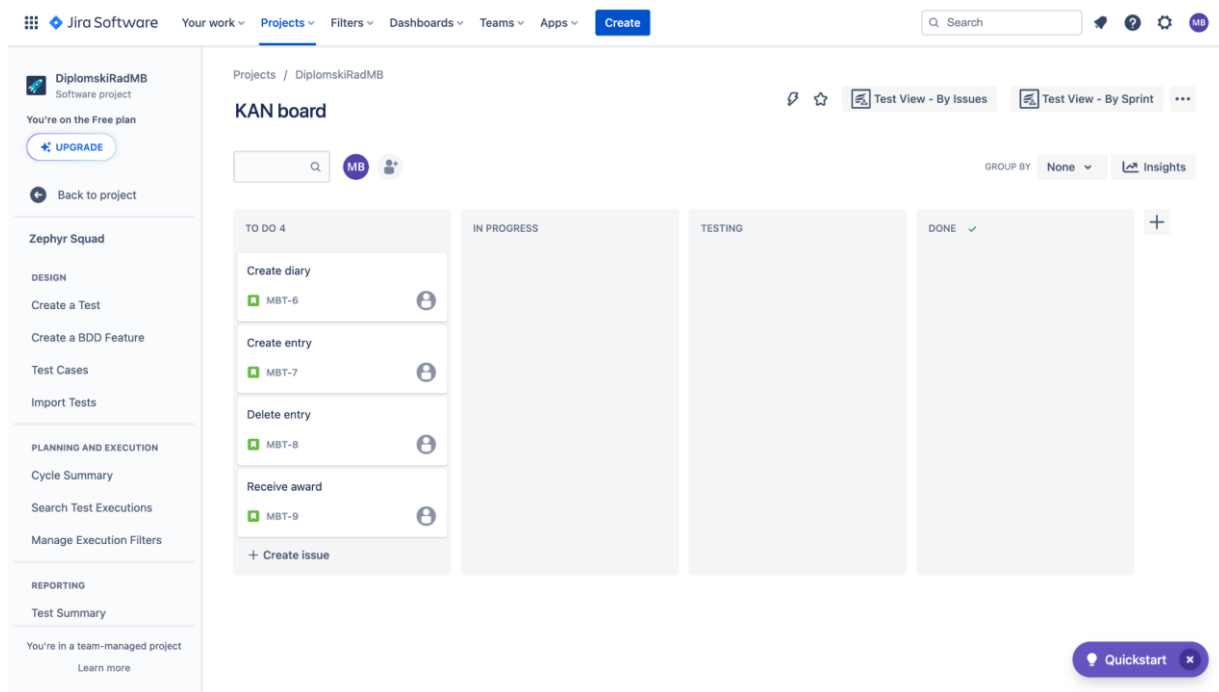 Jira Software Your work Projects Filters Dashboards Teams Apps Create Search MB
DiplomskiRadMB
Software project
You're on the Free plan
UPGRADE
Back to project
Zephyr Squad
DESIGN
Create a Test
Create a BDD Feature
Test Cases
Import Tests
PLANNING AND EXECUTION
Cycle Summary
Search Test Executions
Manage Execution Filters
REPORTING
Test Summary
You're in a team-managed project
Learn more
Projects / DiplomskiRadMB
KAN board
Test View - By Issues Test View - By Sprint
MB
GROUP BY None Insights
TO DO 4
Create diary
MBT-6
Create entry
MBT-7
Delete entry
MBT-8
Receive award
MBT-9
+ Create issue
IN PROGRESS
TESTING
DONE
Quickstart